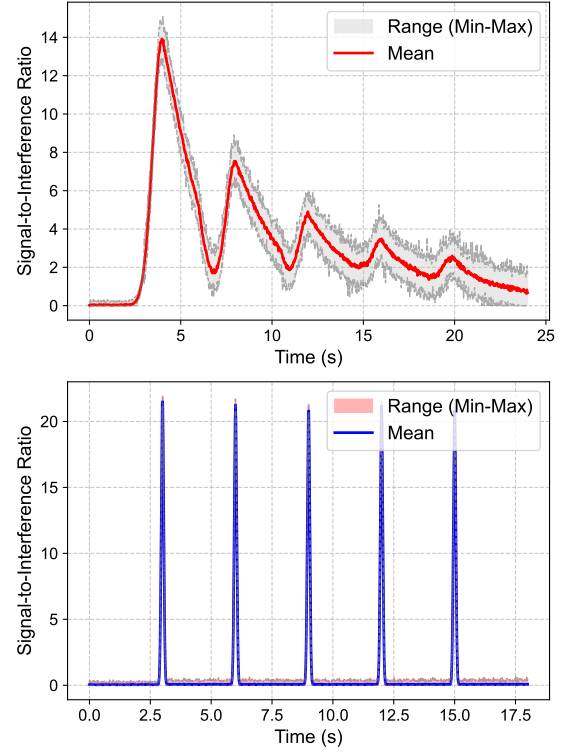 Signal-to-Interference Ratio
14
12
10
8
6
4
2
0
Range (Min-Max)
Mean
0 5 10 15 20 25
Time (s)
Signal-to-Interference Ratio
20
15
10
5
0
Range (Min-Max)
Mean
0.0 2.5 5.0 7.5 10.0 12.5 15.0 17.5
Time (s)